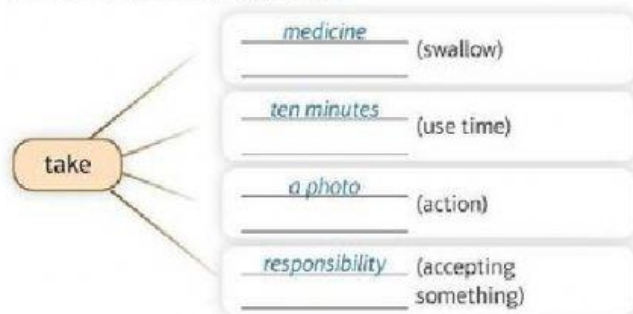 medicine
(swallow)
ten minutes
(use time)
take
a photo
(action)
responsibility (accepting
something)